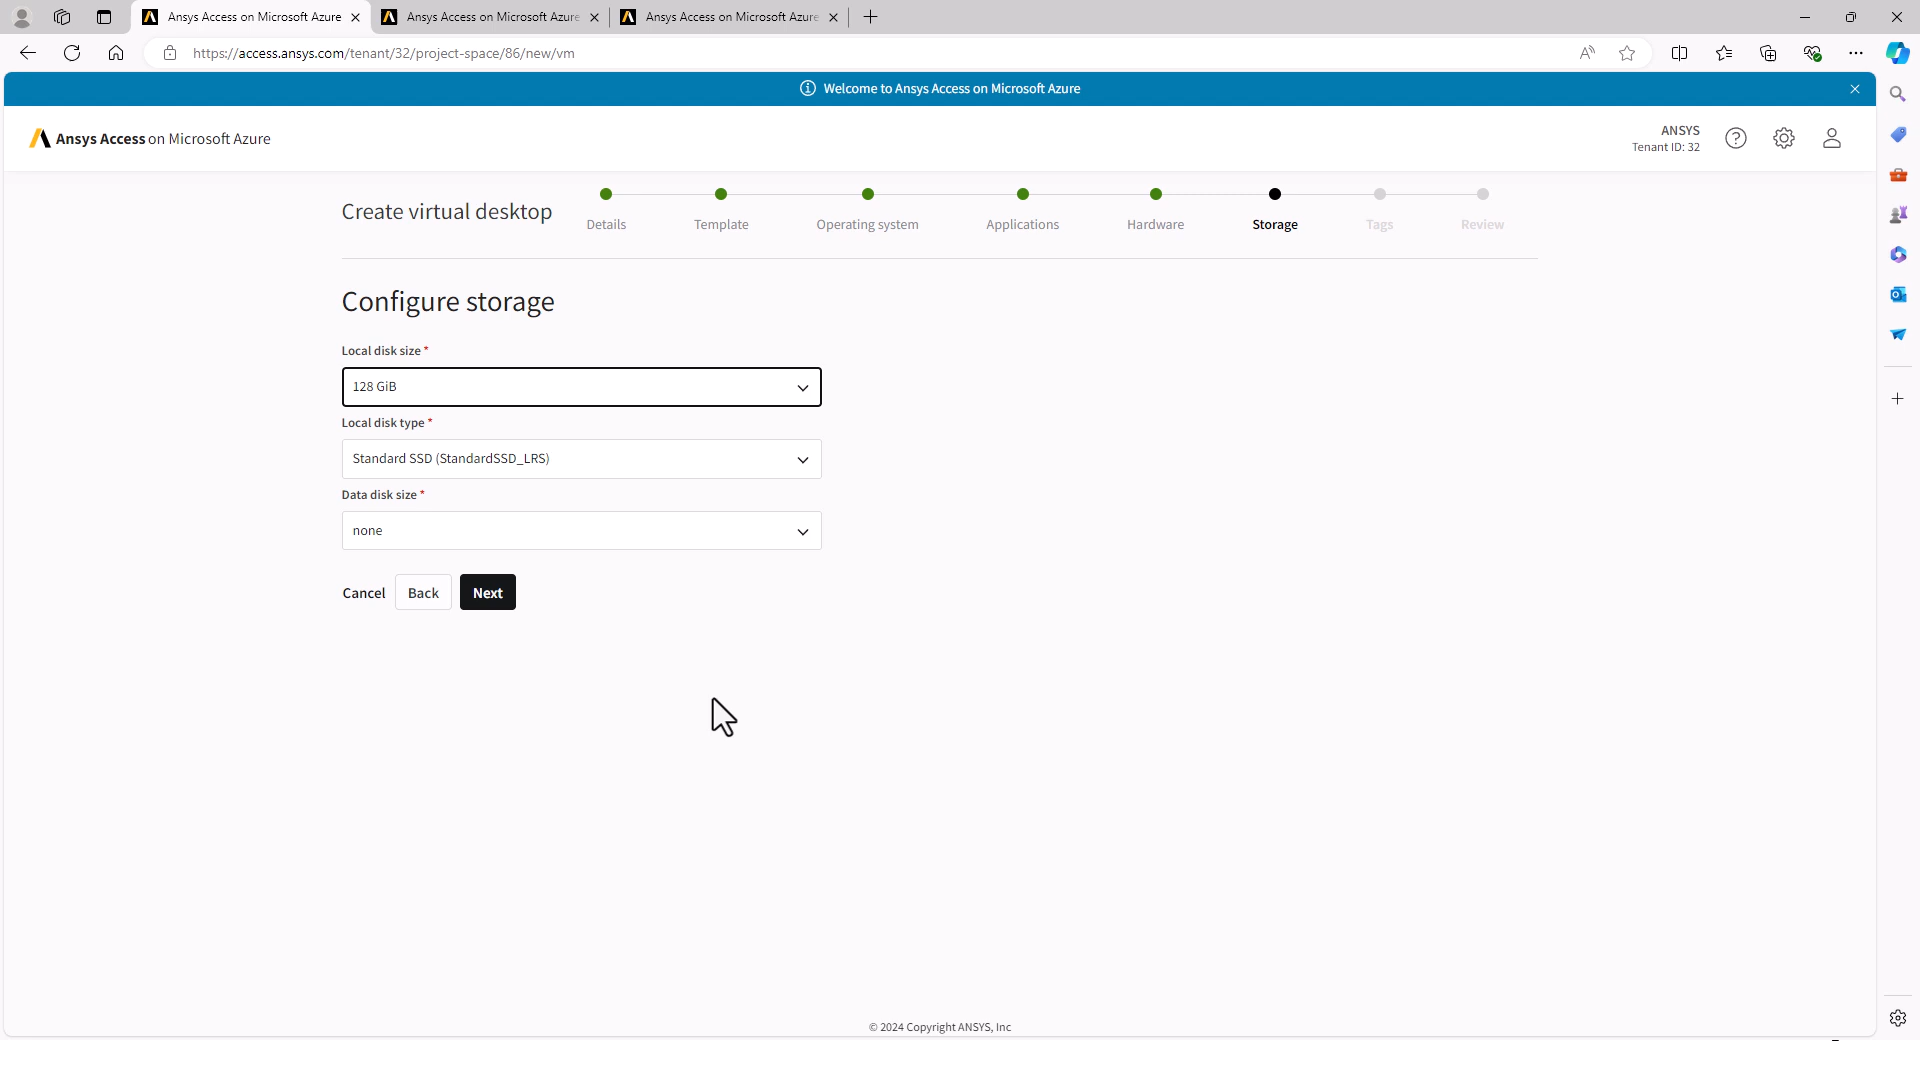 Ansys Access on Microsoft Azure
Ansys Access on Microsoft Azure
Ansys Access on Microsoft Azure
https://access.ansys.com/tenant/32/project-space/86/new/vm
Welcome to Ansys Access on Microsoft Azure
Ansys Access on Microsoft Azure
ANSYS
Tenant ID: 32
Create virtual desktop
Details
Template
Operating system
Applications
Hardware
Storage
Tags
Review
Configure storage
Local disk size *
128 GiB
Local disk type *
Standard SSD (StandardSSD_LRS)
Data disk size *
none
Cancel
Back
Next
© 2024 Copyright ANSYS, Inc